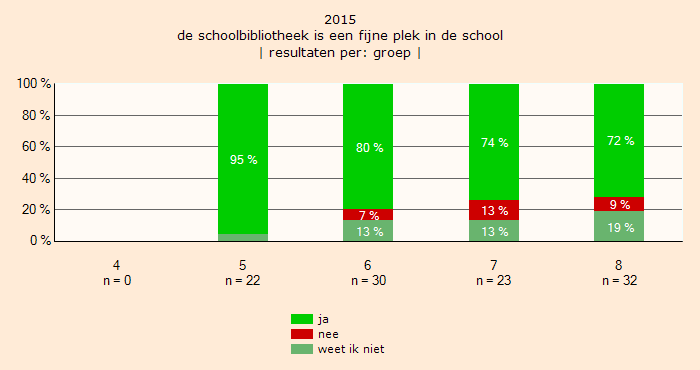 2015
de schoolbibliotheek is een fijne plek in de school
| resultaten per: groep |
100 %
80 %
60 %
40 %
20 %
0 %
95 %
80 %
7 %
13 %
74 %
13 %
13 %
72 %
9 %
19 %
4 5 6 7 8
n = 0 n = 22 n = 30 n = 23 n = 32
ja
nee
weet ik niet